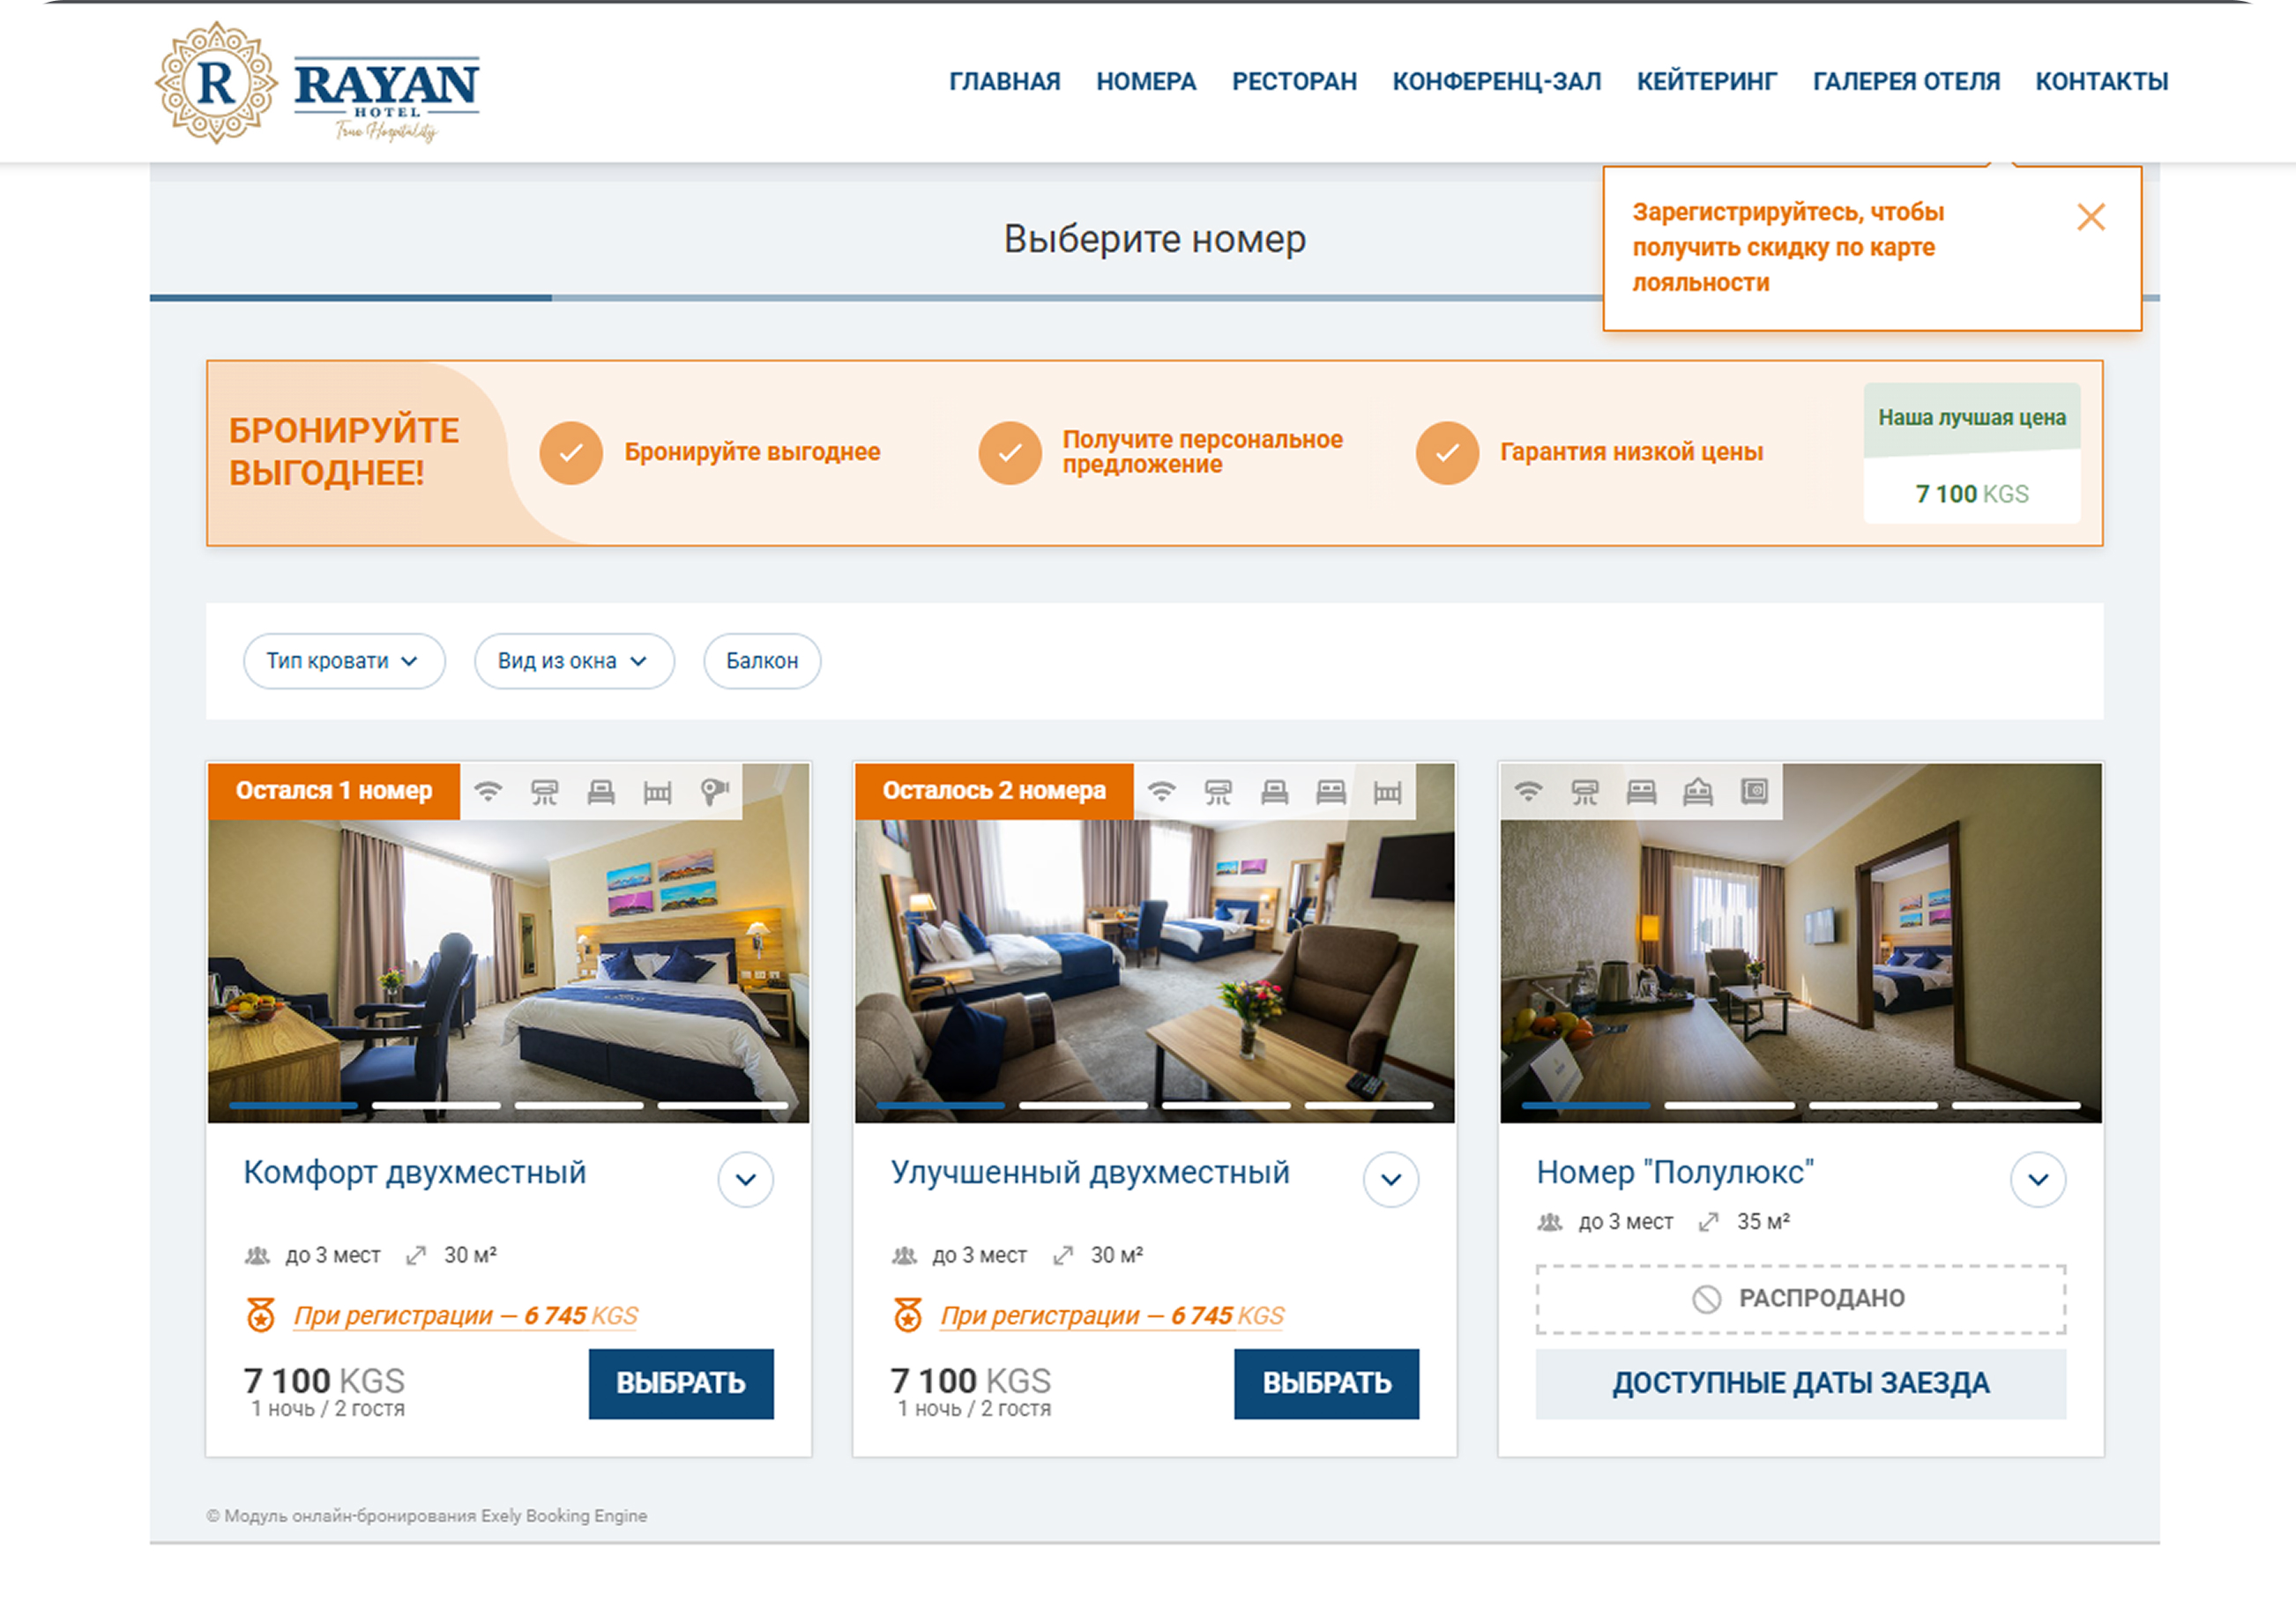 R
RAYAN
HOTEL
True Hospitality
ГЛАВНАЯ НОМЕРА РЕСТОРАН КОНФЕРЕНЦ-ЗАЛ КЕЙТЕРИНГ ГАЛЕРЕЯ ОТЕЛЯ КОНТАКТЫ
Выберите номер
Зарегистрируйтесь, чтобы
получить скидку по карте
лояльности
БРОНИРУЙТЕ
ВЫГОДНЕЕ!
Бронируйте выгоднее
Получите персональное
предложение
Гарантия низкой цены
Наша лучшая цена
7 100 KGS
Тип кровати
Вид из окна
Балкон
Остался 1 номер
Комфорт двухместный
до 3 мест 30 м²
При регистрации — 6 745 KGS
7 100 KGS
1 ночь / 2 гостя
ВЫБРАТЬ
Осталось 2 номера
Улучшенный двухместный
до 3 мест 30 м²
При регистрации — 6 745 KGS
7 100 KGS
1 ночь / 2 гостя
ВЫБРАТЬ
Номер "Полулюкс"
до 3 мест 35 м²
РАСПРОДАНО
ДОСТУПНЫЕ ДАТЫ ЗАЕЗДА
© Модуль онлайн-бронирования Exely Booking Engine